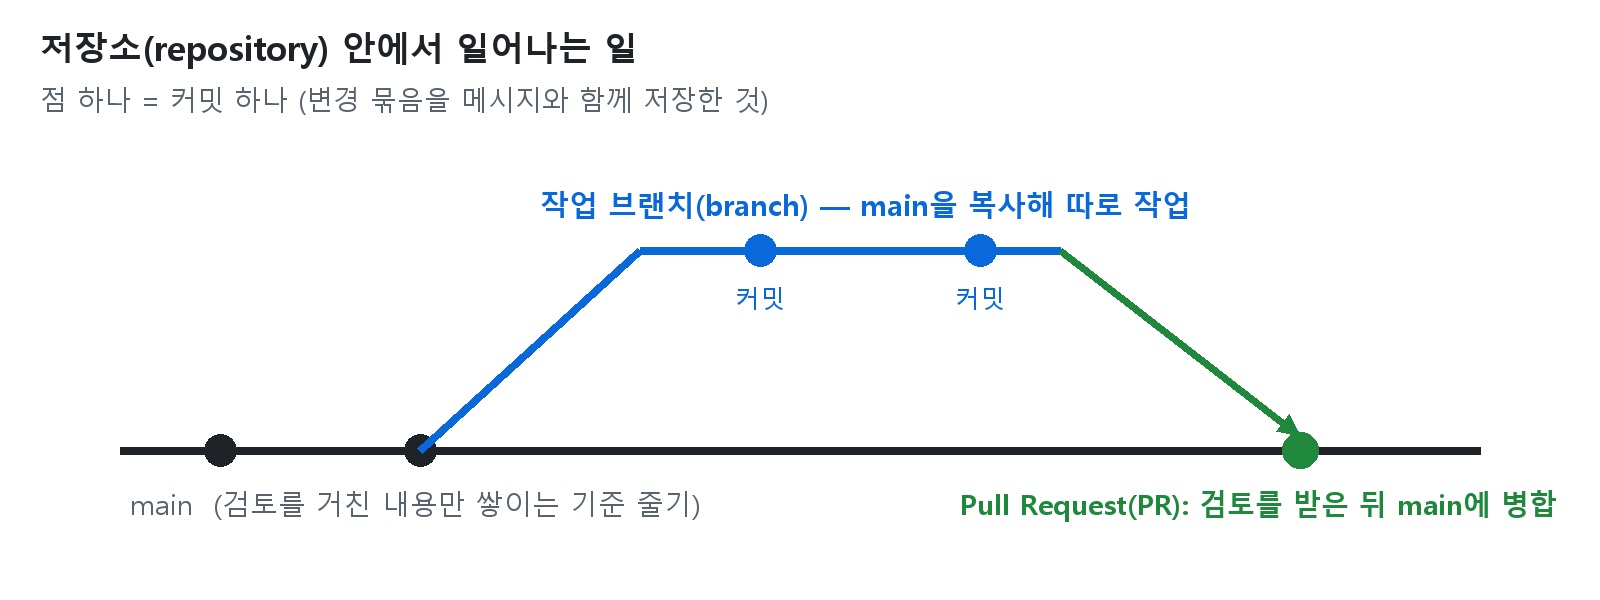 저장소(repository) 안에서 일어나는 일
점 하나 = 커밋 하나 (변경 묶음을 메시지와 함께 저장한 것)
작업 브랜치(branch) — main을 복사해 따로 작업
커밋
커밋
main (검토를 거친 내용만 쌓이는 기준 줄기)
Pull Request(PR): 검토를 받은 뒤 main에 병합